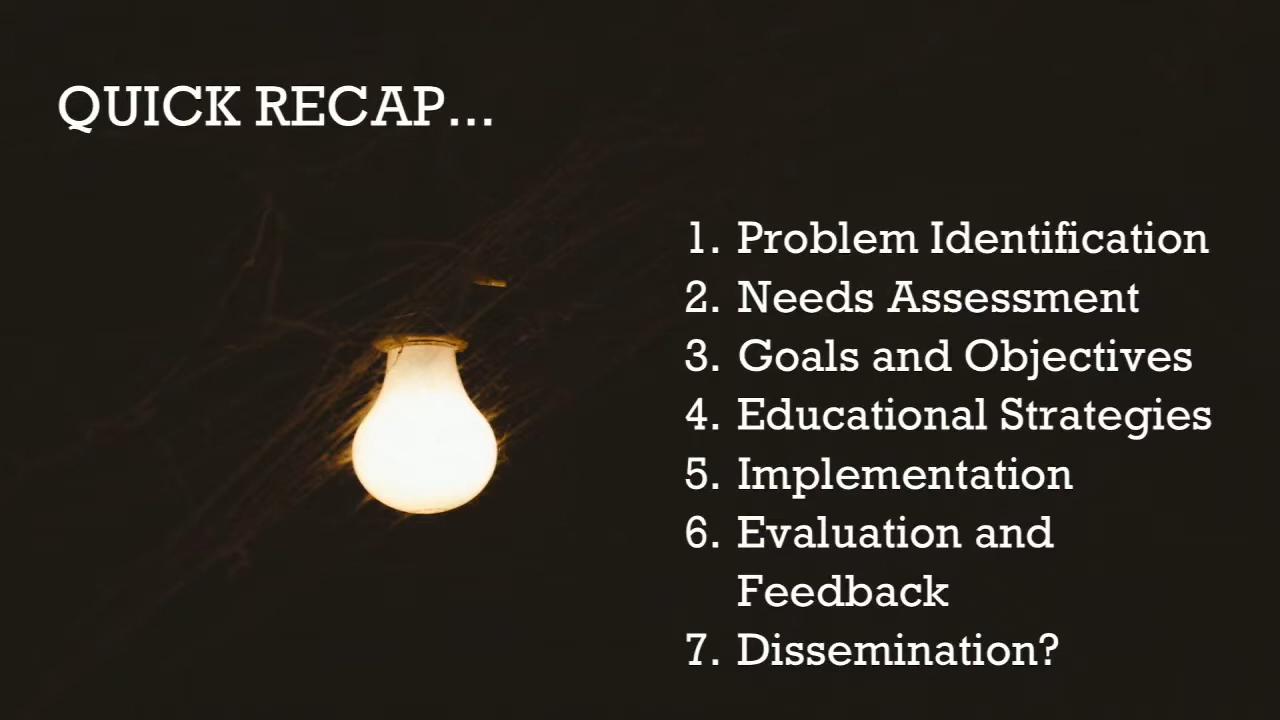 QUICK RECAP...
1. Problem Identification
2. Needs Assessment
3. Goals and Objectives
4. Educational Strategies
5. Implementation
6. Evaluation and
Feedback
7. Dissemination?